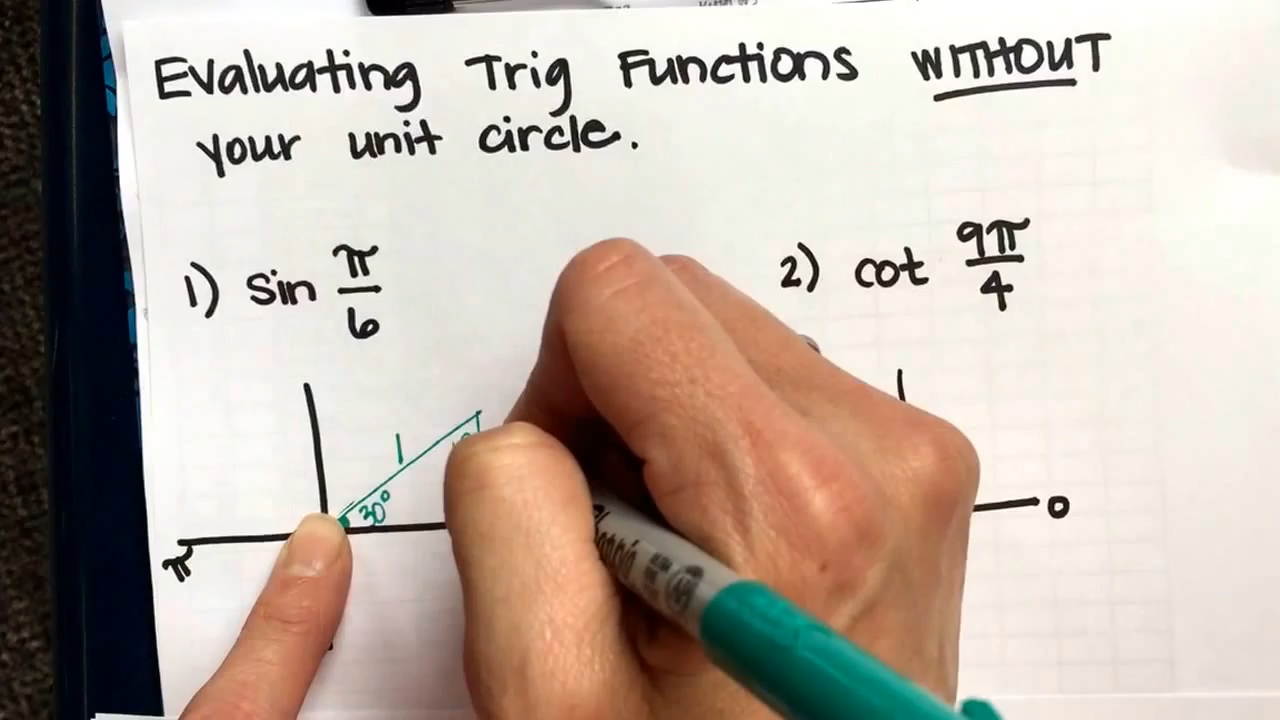 Evaluating Trig Functions WITHOUT
your unit circle.
1) sin π/6
2) cot 9π/4
1
30°
π
0